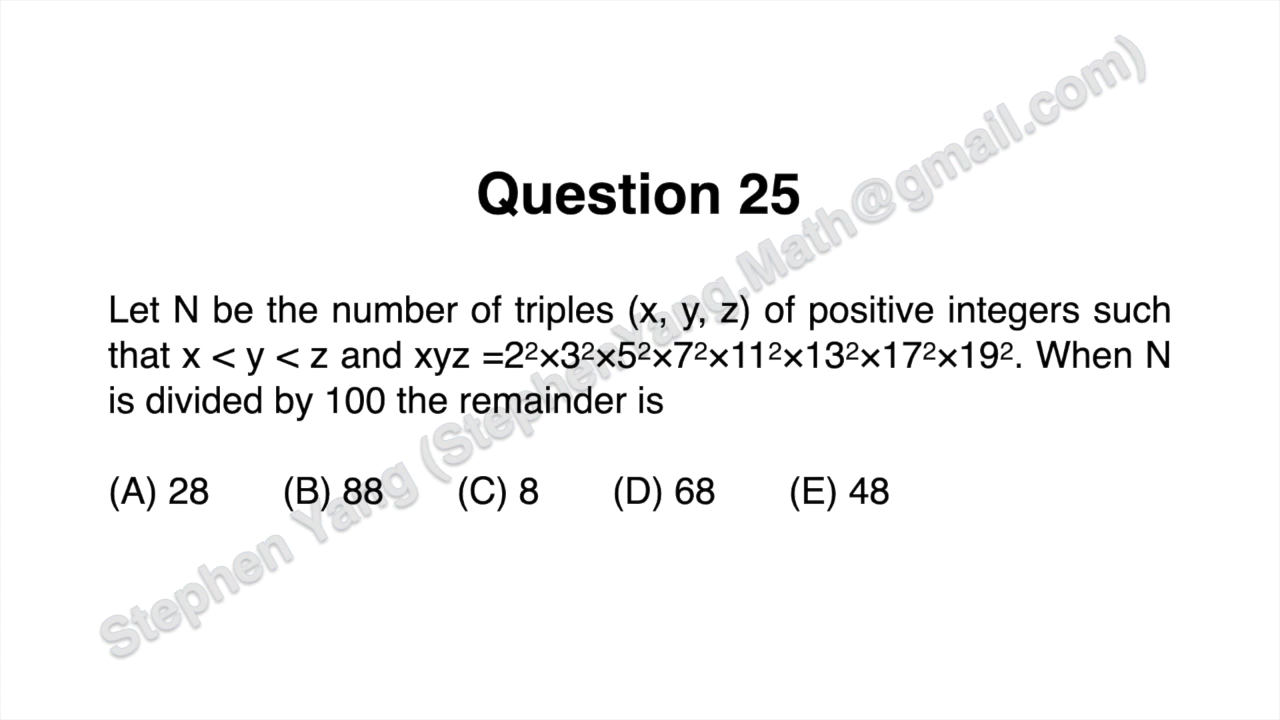 Question 25
Let N be the number of triples (x, y, z) of positive integers such
that x < y < z and xyz =2²×3²×5²×7²×11²×13²×17²×19². When N
is divided by 100 the remainder is
(A) 28 (B) 88 (C) 8 (D) 68 (E) 48
Stephen Yang (StephenYang.Math@gmail.com)